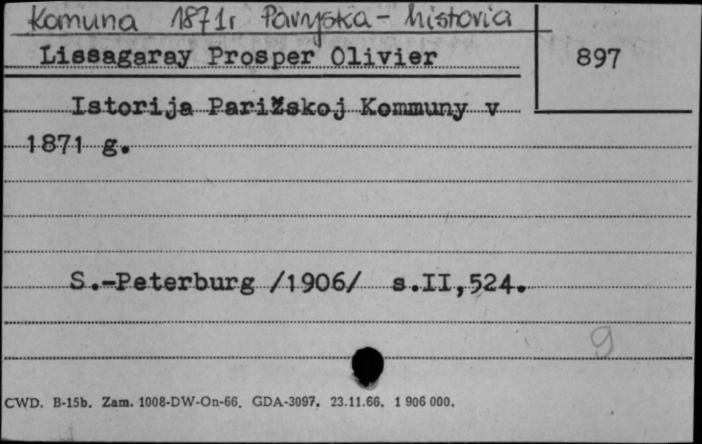 Komuna 1871r Paryska - historia
Lissagaray Prosper Olivier
897
Istorija Parižskoj Kommuny v
1871 g.
S.-Peterburg /1906/ s.II,524.
9
CWD. B-15b. Zam. 1008-DW-On-66. GDA-3097. 23.11.66. 1 906 000.